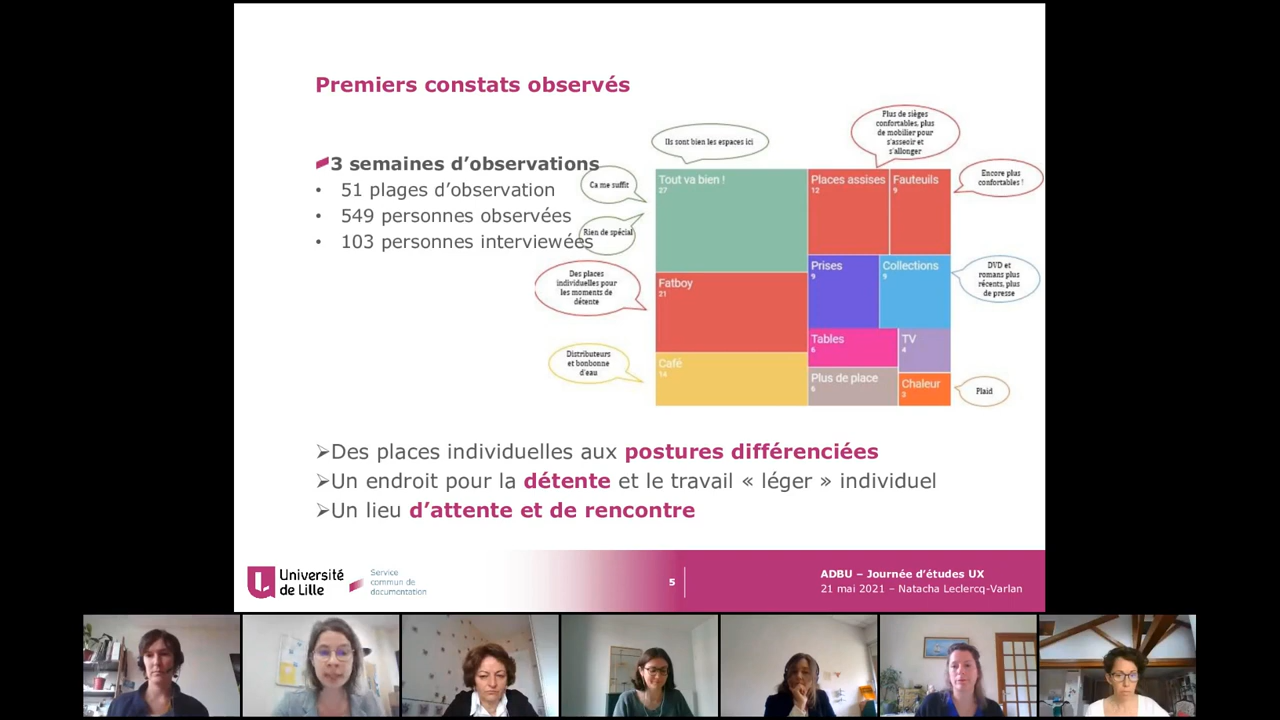 Premiers constats observés
3 semaines d’observations
• 51 plages d’observation
• 549 personnes observées
• 103 personnes interviewées
Ils sont bien les espaces ici
Plus de sièges
confortables, plus
de mobilier pour
s'asseoir et
s'allonger
Encore plus
confortables !
Ca me suffit
Rien de spécial
Des places
individuelles pour
les moments de
détente
Distributeurs
et bonbonne
d'eau
DVD et
romans plus
récents, plus
de presse
Plaid
Tout va bien !
27
Places assises
12
Fauteuils
9
Fatboy
21
Prises
9
Collections
9
Café
14
Tables
6
TV
4
Plus de place
6
Chaleur
3
➢Des places individuelles aux postures différenciées
➢Un endroit pour la détente et le travail « léger » individuel
➢Un lieu d’attente et de rencontre
Université
de Lille
Service
commun de
documentation
5
ADBU – Journée d’études UX
21 mai 2021 – Natacha Leclercq-Varlan